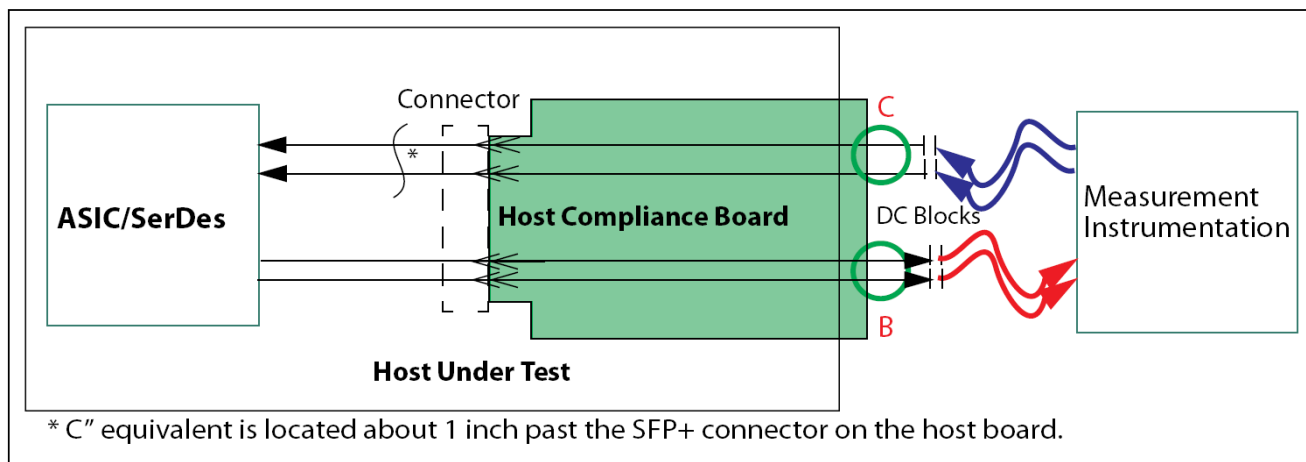 Connector
C
*
ASIC/SerDes
Host Compliance Board
DC Blocks
Measurement
Instrumentation
B
Host Under Test
* C” equivalent is located about 1 inch past the SFP+ connector on the host board.